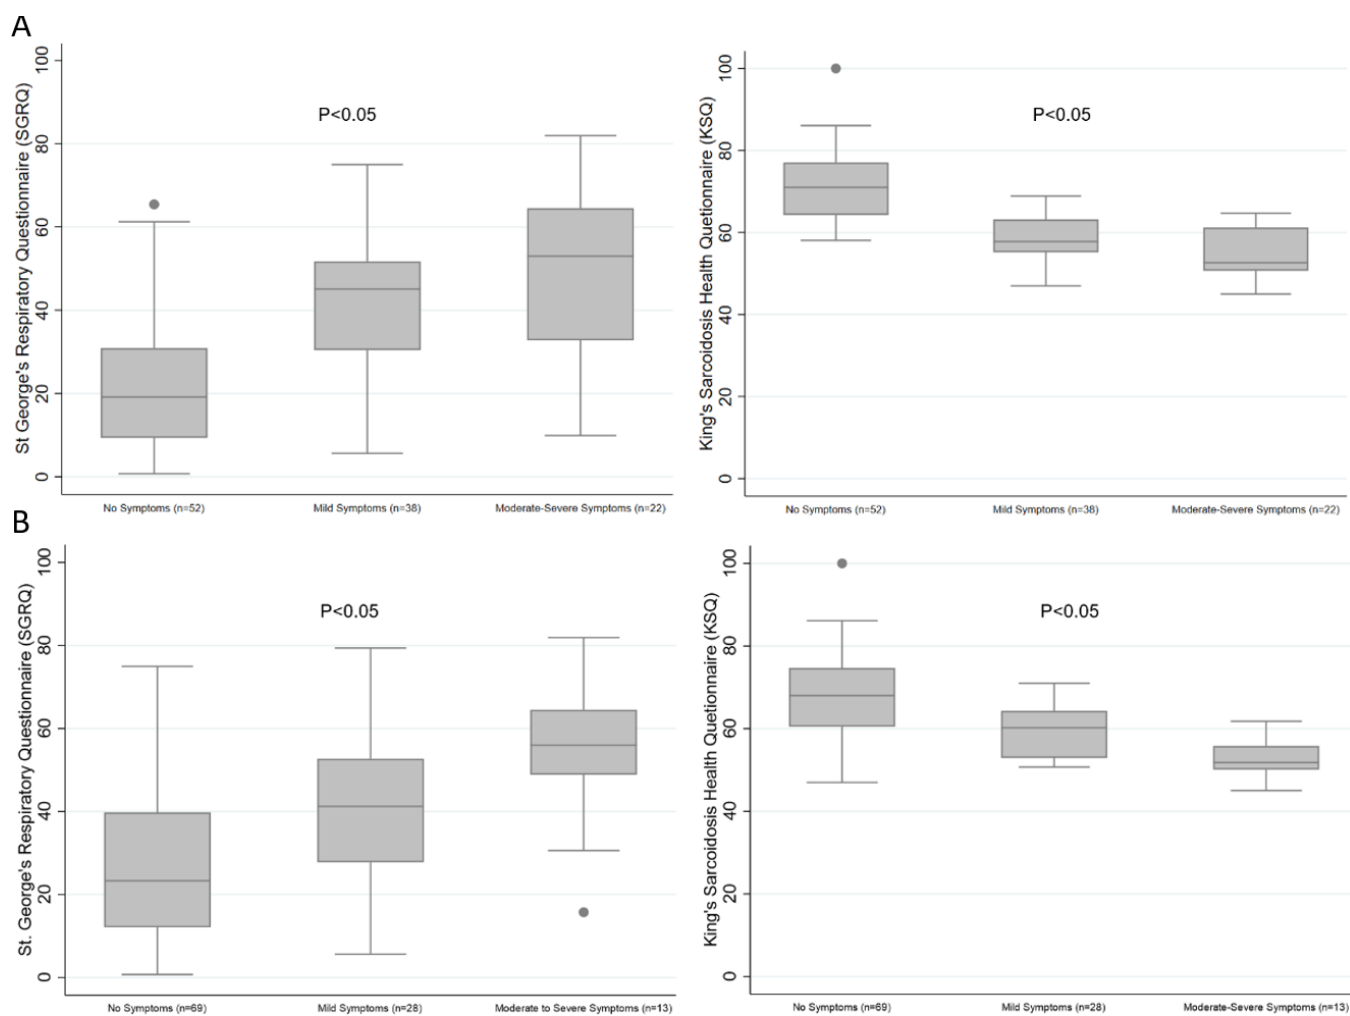 A
St George's Respiratory Questionnaire (SGRQ)
100
80
60
40
20
0
P<0.05
No Symptoms (n=52)
Mild Symptoms (n=38)
Moderate-Severe Symptoms (n=22)
King's Sarcoidosis Health Quetionnaire (KSQ)
100
80
60
40
20
0
P<0.05
No Symptoms (n=52)
Mild Symptoms (n=38)
Moderate-Severe Symptoms (n=22)
B
St. George's Respiratory Questionnaire (SGRQ)
100
80
60
40
20
0
P<0.05
No Symptoms (n=69)
Mild Symptoms (n=28)
Moderate to Severe Symptoms (n=13)
King's Sarcoidosis Health Quetionnaire (KSQ)
100
80
60
40
20
0
P<0.05
No Symptoms (n=69)
Mild Symptoms (n=28)
Moderate-Severe Symptoms (n=13)